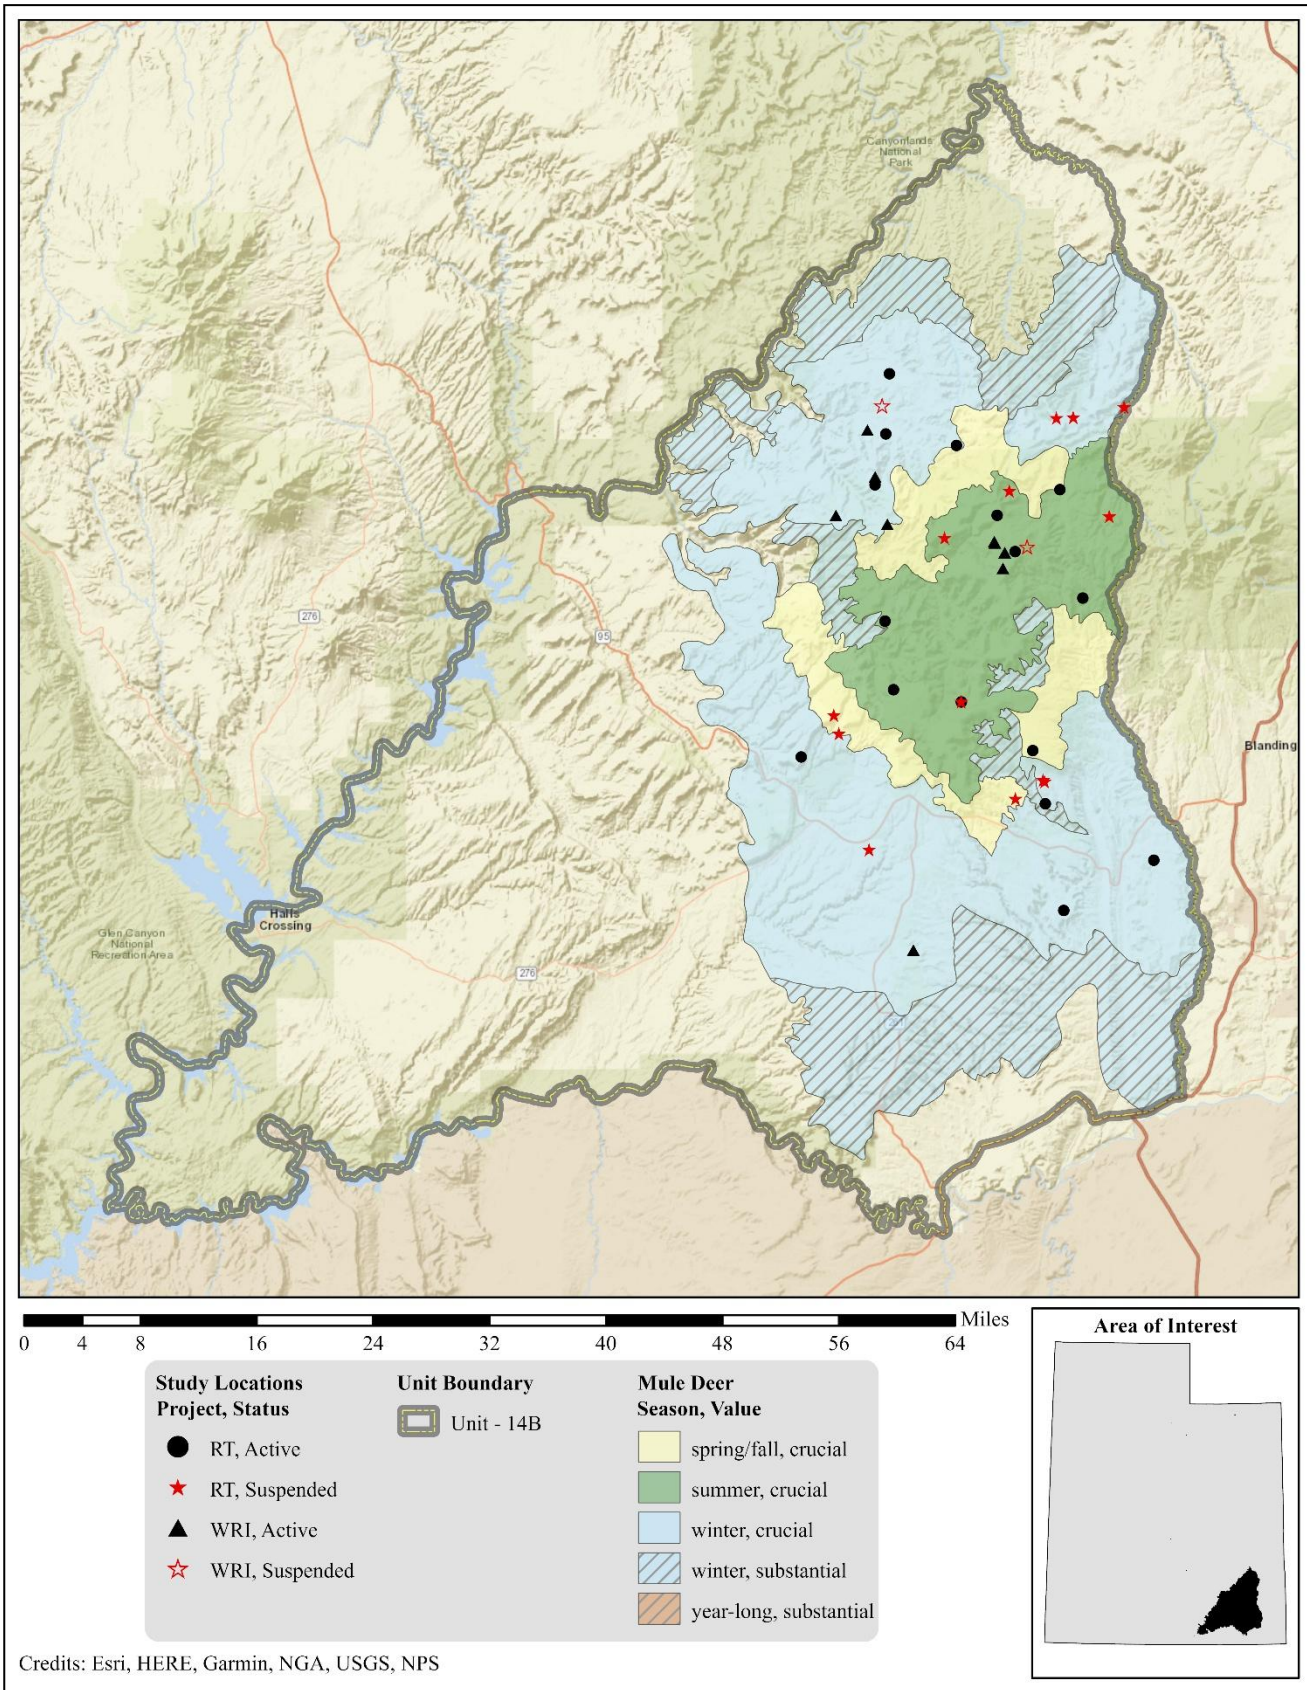 Canyonlands
National
Park
276
95
Blanding
Halls
Crossing
Glen Canyon
National
Recreation Area
276
Miles
0 4 8 16 24 32 40 48 56 64
Study Locations
Project, Status
RT, Active
RT, Suspended
WRI, Active
WRI, Suspended
Unit Boundary
Unit - 14B
Mule Deer
Season, Value
spring/fall, crucial
summer, crucial
winter, crucial
winter, substantial
year-long, substantial
Area of Interest
Credits: Esri, HERE, Garmin, NGA, USGS, NPS